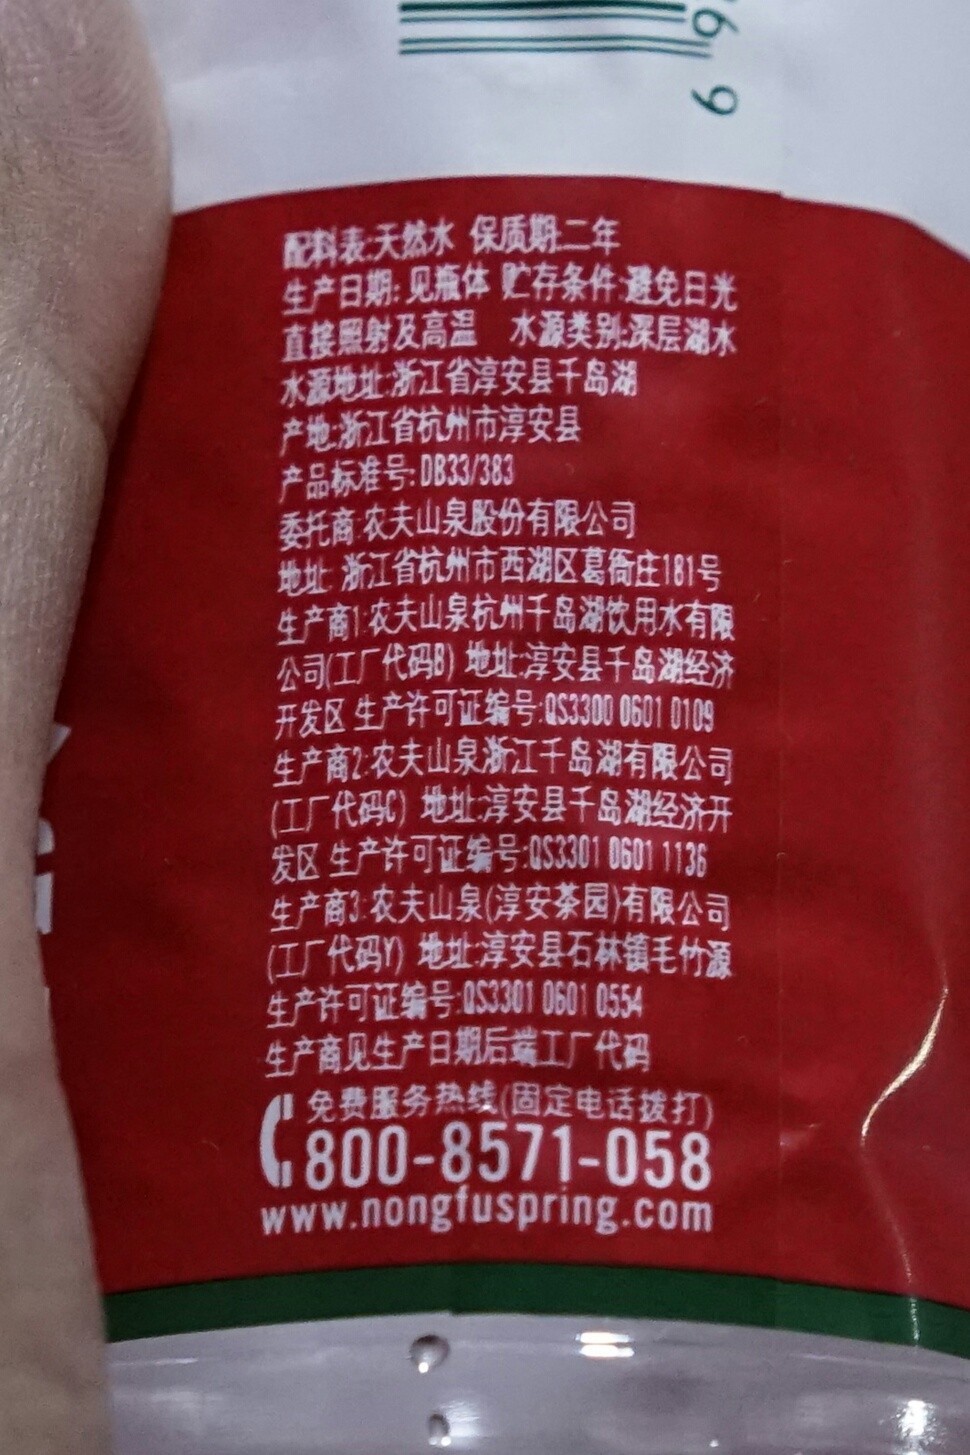 6 9
配料表:天然水 保质期:二年
生产日期:见瓶体 贮存条件:避免日光
直接照射及高温 水源类别:深层湖水
水源地址:浙江省淳安县千岛湖
产地:浙江省杭州市淳安县
产品标准号:DB33/383
委托商:农夫山泉股份有限公司
地址:浙江省杭州市西湖区葛衙庄181号
生产商1:农夫山泉杭州千岛湖饮用水有限
公司(工厂代码B) 地址:淳安县千岛湖经济
开发区 生产许可证编号:QS3300 0601 0109
生产商2:农夫山泉浙江千岛湖有限公司
(工厂代码C) 地址:淳安县千岛湖经济开
发区 生产许可证编号:QS3301 0601 1136
生产商3:农夫山泉(淳安茶园)有限公司
(工厂代码Y) 地址:淳安县石林镇毛竹源
生产许可证编号:QS3301 0601 0554
生产商见生产日期后端工厂代码
免费服务热线(固定电话拨打)
800-8571-058
www.nongfuspring.com